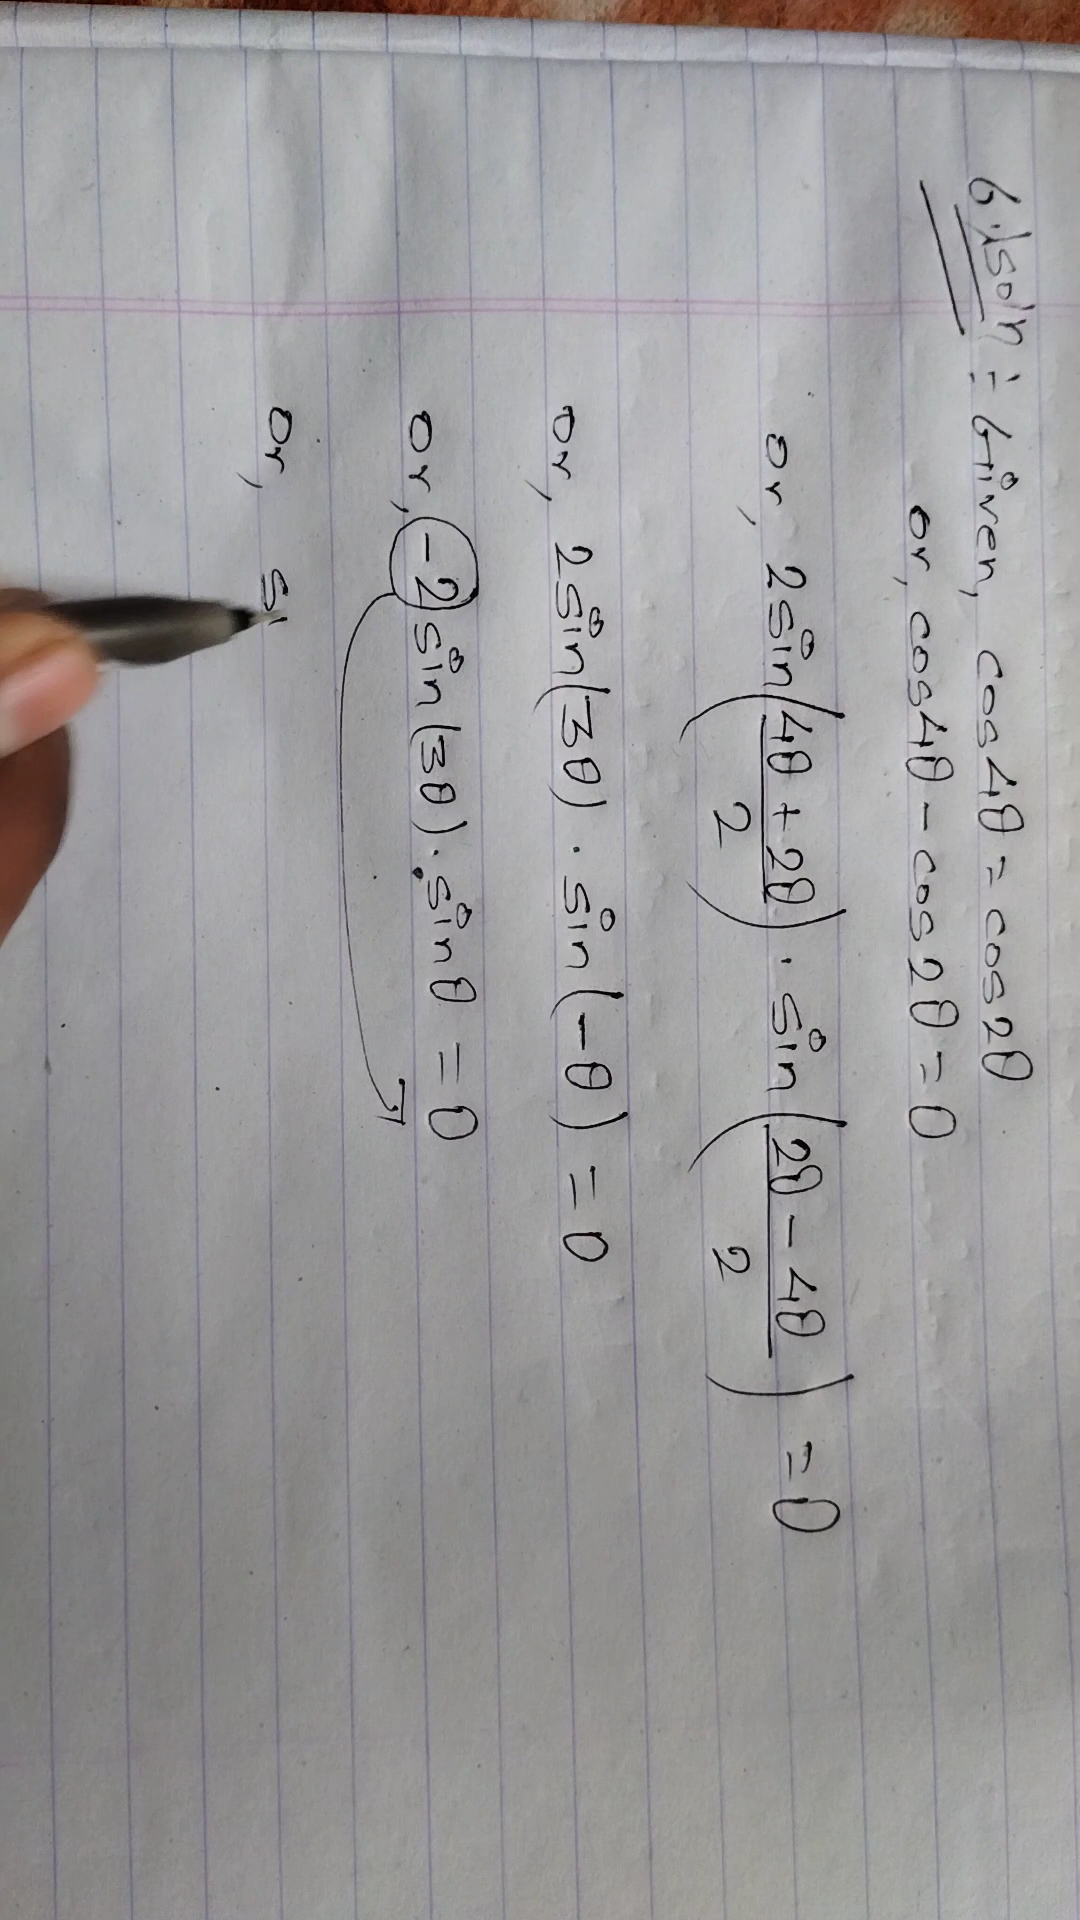 6. Soln : Given, cos4θ = cos2θ
or, cos4θ - cos2θ = 0
or, 2sin(4θ + 2θ / 2) . sin(2θ - 4θ / 2) = 0
or, 2sin(3θ) . sin(-θ) = 0
or, -2 sin(3θ) . sinθ = 0
or, si